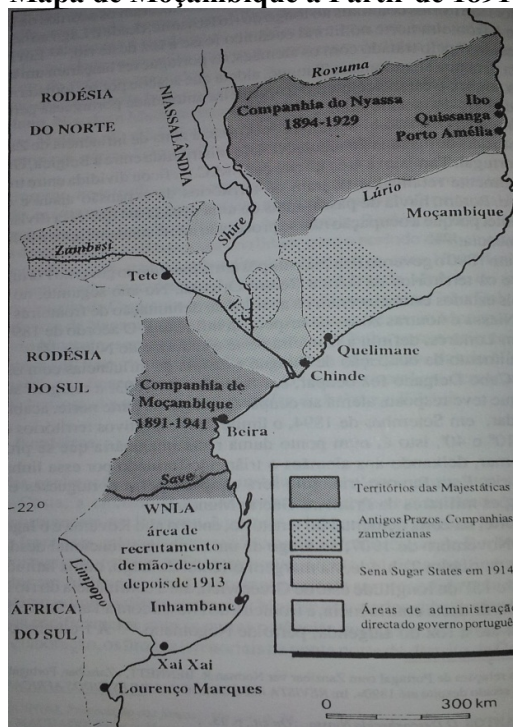 Mapa de Moçambique a Partir de 1891
RODÉSIA
DO NORTE
NIASSALÂNDIA
Rovuma
Companhia do Nyassa
1894-1929
Ibo
Quissanga
Porto Amélia
Lúrio
Moçambique
Shire
Zambesi
Tete
Quelimane
Chinde
RODÉSIA
DO SUL
Companhia de
Moçambique
1891-1941
Beira
Save
22°
WNLA
área de
recrutamento
de mão-de-obra
depois de 1913
Limpopo
Inhambane
ÁFRICA
DO SUL
Xai Xai
Lourenço Marques
Territórios das Majestáticas
Antigos Prazos. Companhias
zambezianas
Sena Sugar States em 1914
Áreas de administraçã
directa do governo portuguê
0 300 km